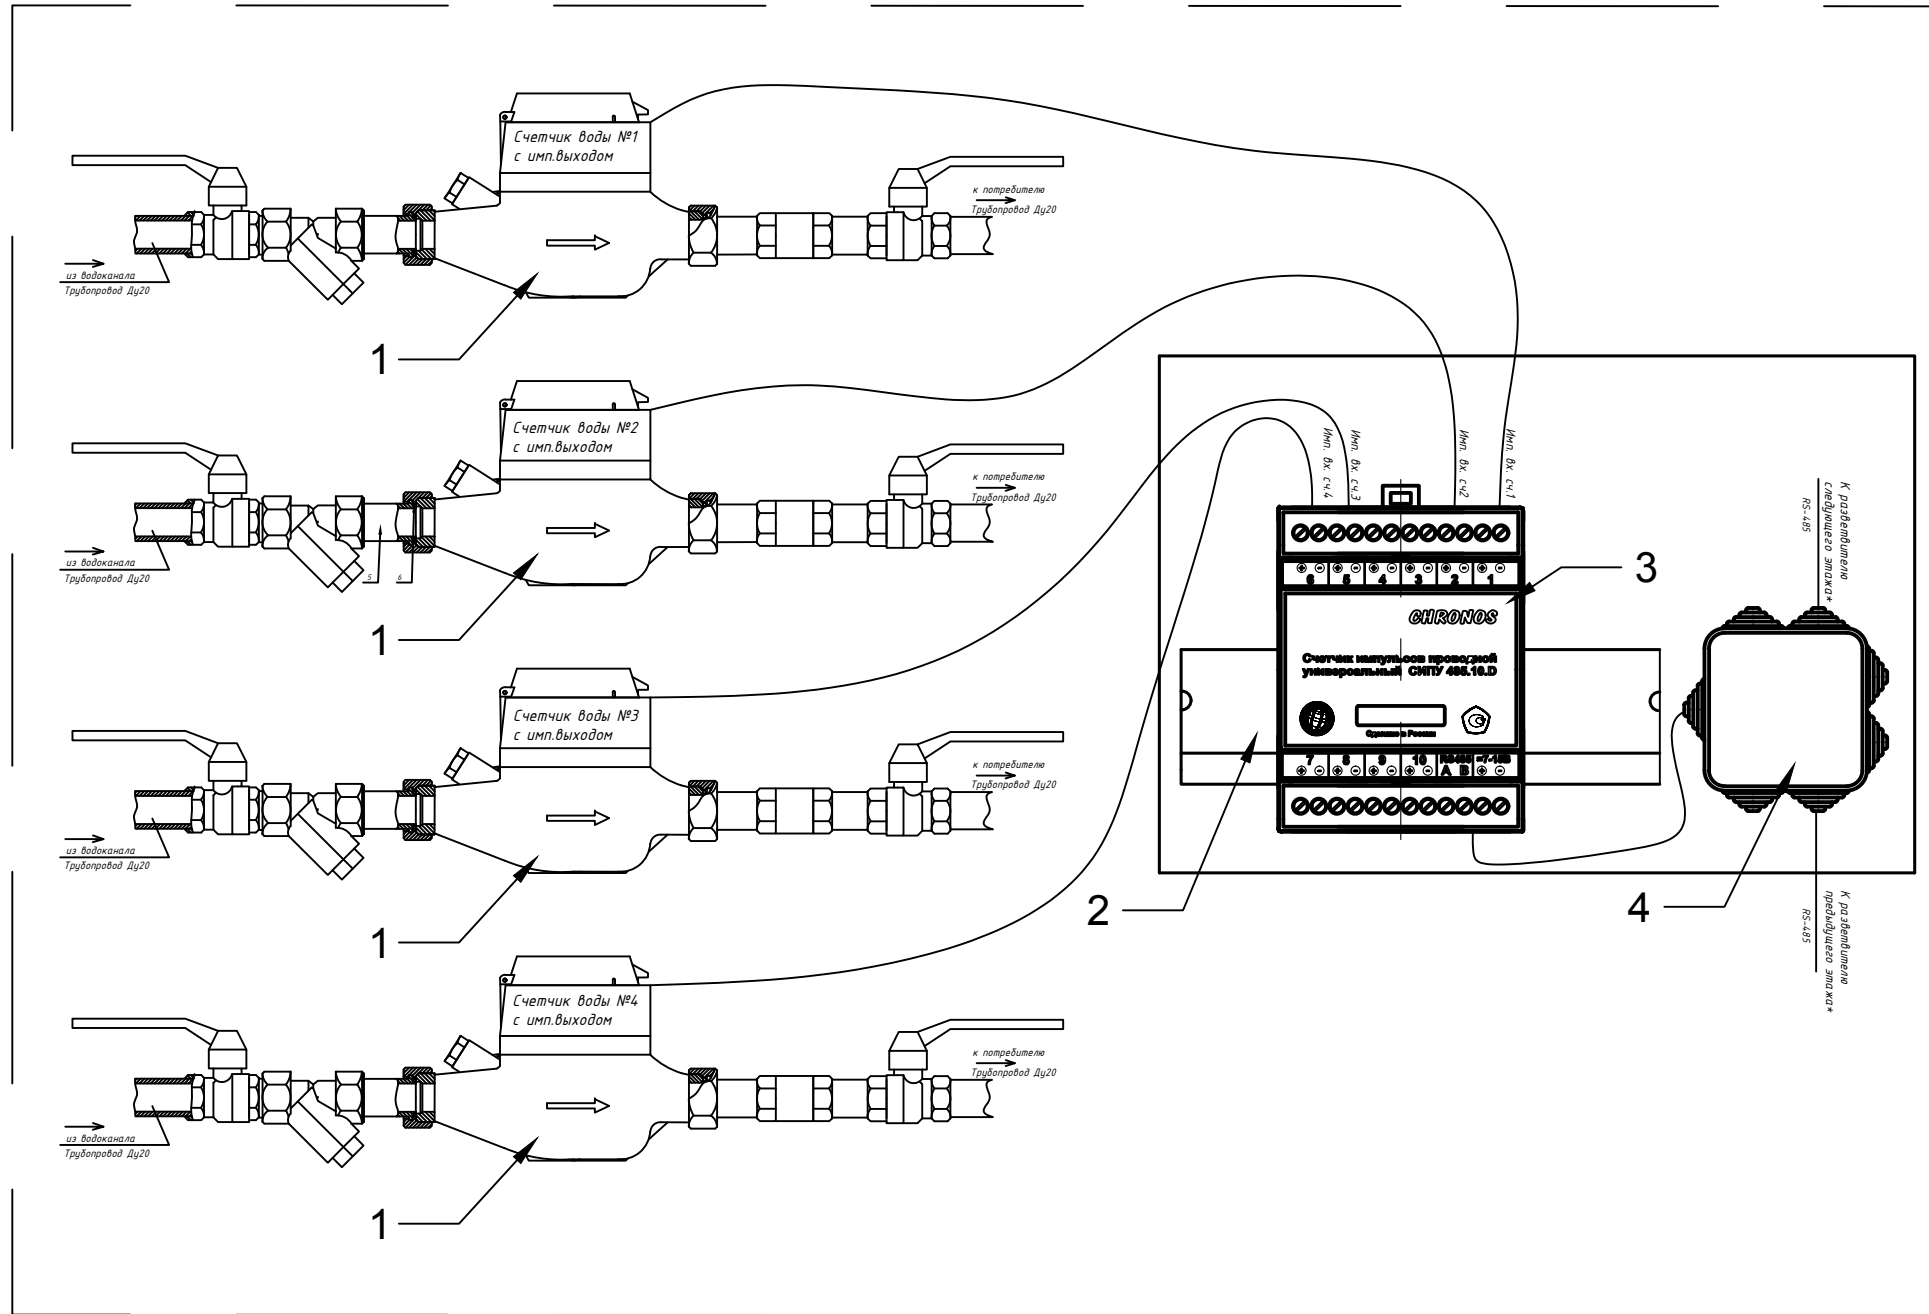 Счетчик воды №1
с имп.выходом
к потребителю
Трубопровод Ду20
из водоканала
Трубопровод Ду20
1
Счетчик воды №2
с имп.выходом
к потребителю
Трубопровод Ду20
из водоканала
Трубопровод Ду20
5
6
1
Счетчик воды №3
с имп.выходом
к потребителю
Трубопровод Ду20
из водоканала
Трубопровод Ду20
1
Счетчик воды №4
с имп.выходом
к потребителю
Трубопровод Ду20
из водоканала
Трубопровод Ду20
1
Имп. вх. сч.4
Имп. вх. сч.3
Имп. вх. сч2
Имп. вх. сч.1
6 5 4 3 2 1
CHRONOS
Счетчик импульсов проводной
универсальный СИПУ 485.10.D
Сделано в России
7 8 9 10 RS485 =7-15В
A B
2
3
4
К разветвителю
следующего этажа*
RS-485
К разветвителю
предыдущего этажа*
RS-485